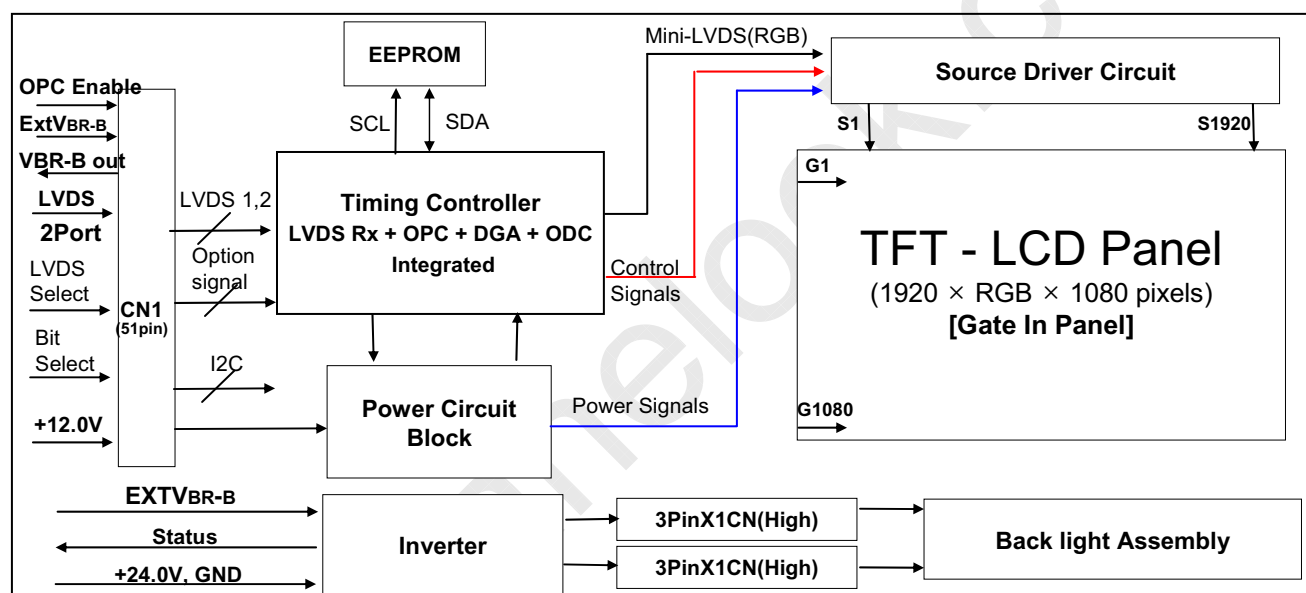 EEPROM
Mini-LVDS(RGB)
Source Driver Circuit
OPC Enable
ExtVBR-B
VBR-B out
LVDS
2Port
LVDS
Select
Bit
Select
+12.0V
CN1
(51pin)
SCL
SDA
LVDS 1,2
Option
signal
I2C
Timing Controller
LVDS Rx + OPC + DGA + ODC
Integrated
Control
Signals
Power Circuit
Block
Power Signals
S1
S1920
G1
TFT - LCD Panel
(1920 × RGB × 1080 pixels)
[Gate In Panel]
G1080
EXTVBR-B
Status
+24.0V, GND
Inverter
3PinX1CN(High)
3PinX1CN(High)
Back light Assembly